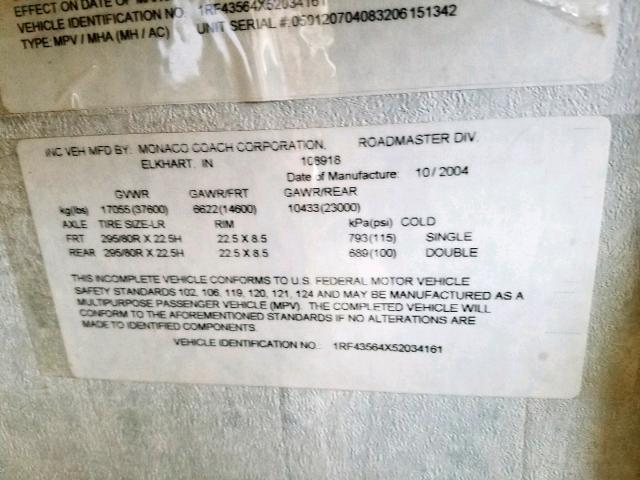 EFFECT ON DATE OF
VEHICLE IDENTIFICATION NO. 1RF43564X52034161
TYPE: MPV / MHA (MH / AC) UNIT SERIAL #:
INC VEH MFD BY: MONACO COACH CORPORATION, ROADMASTER DIV.
ELKHART, IN 108918
Date of Manufacture: 10/2004
GVWR GAWR/FRT GAWR/REAR
kg(lbs) 17055(37600) 6622(14600) 10433(23000)
AXLE TIRE SIZE-LR RIM kPa(psi) COLD
FRT 295/80R X 22.5H 22.5 X 8.5 793(115) SINGLE
REAR 295/80R X 22.5H 22.5 X 8.5 689(100) DOUBLE
THIS INCOMPLETE VEHICLE CONFORMS TO U.S. FEDERAL MOTOR VEHICLE
SAFETY STANDARDS 102, 106, 119, 120, 121, 124 AND MAY BE MANUFACTURED AS A
MULTIPURPOSE PASSENGER VEHICLE (MPV). THE COMPLETED VEHICLE WILL
CONFORM TO THE AFOREMENTIONED STANDARDS IF NO ALTERATIONS ARE
MADE TO IDENTIFIED COMPONENTS.
VEHICLE IDENTIFICATION NO.: 1RF43564X52034161